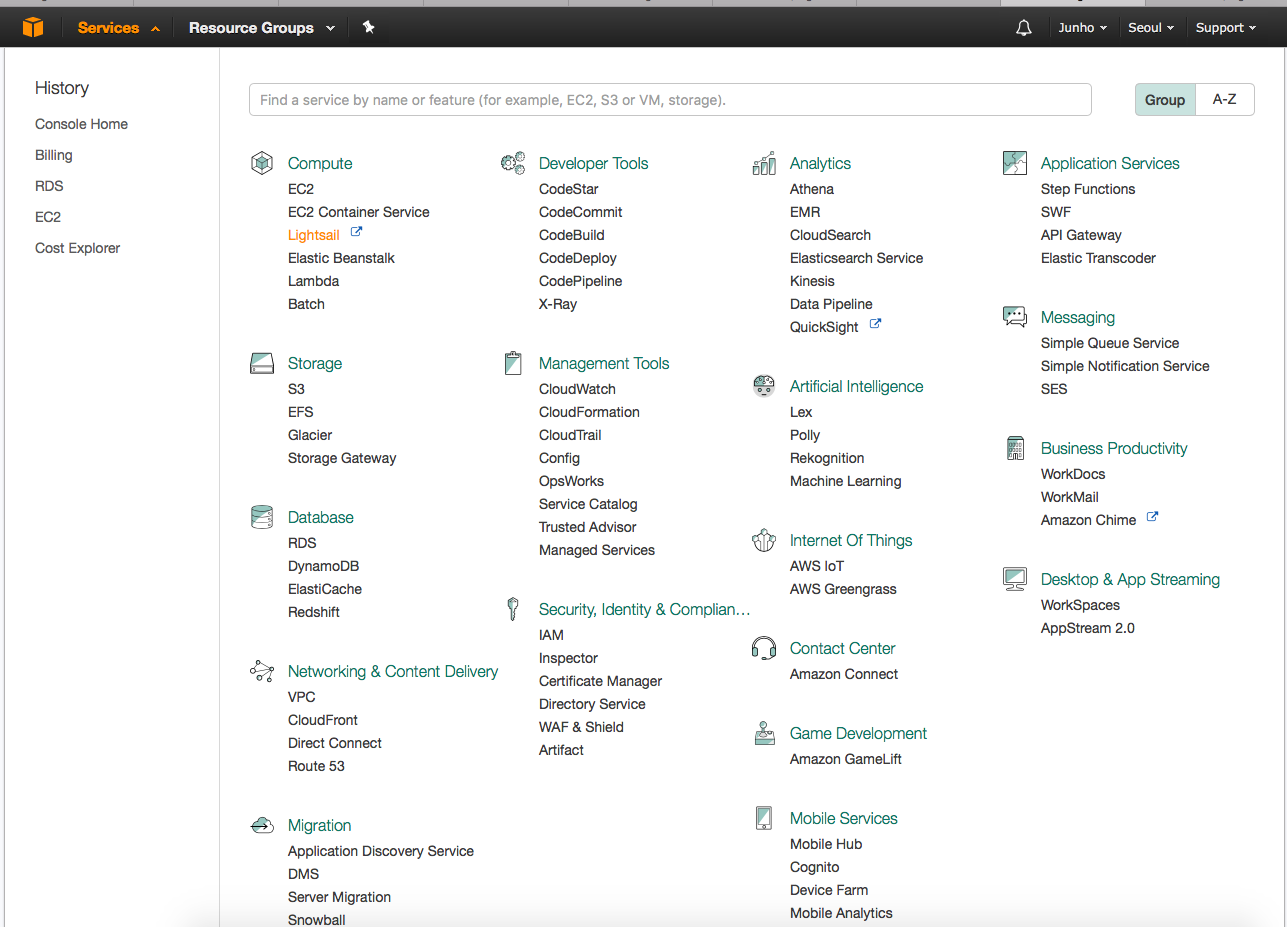 Services
Resource Groups
Junho
Seoul
Support
History
Console Home
Billing
RDS
EC2
Cost Explorer
Find a service by name or feature (for example, EC2, S3 or VM, storage).
Group
A-Z
Compute
EC2
EC2 Container Service
Lightsail
Elastic Beanstalk
Lambda
Batch
Storage
S3
EFS
Glacier
Storage Gateway
Database
RDS
DynamoDB
ElastiCache
Redshift
Networking & Content Delivery
VPC
CloudFront
Direct Connect
Route 53
Migration
Application Discovery Service
DMS
Server Migration
Snowball
Developer Tools
CodeStar
CodeCommit
CodeBuild
CodeDeploy
CodePipeline
X-Ray
Management Tools
CloudWatch
CloudFormation
CloudTrail
Config
OpsWorks
Service Catalog
Trusted Advisor
Managed Services
Security, Identity & Complian...
IAM
Inspector
Certificate Manager
Directory Service
WAF & Shield
Artifact
Analytics
Athena
EMR
CloudSearch
Elasticsearch Service
Kinesis
Data Pipeline
QuickSight
Artificial Intelligence
Lex
Polly
Rekognition
Machine Learning
Internet Of Things
AWS IoT
AWS Greengrass
Contact Center
Amazon Connect
Game Development
Amazon GameLift
Mobile Services
Mobile Hub
Cognito
Device Farm
Mobile Analytics
Application Services
Step Functions
SWF
API Gateway
Elastic Transcoder
Messaging
Simple Queue Service
Simple Notification Service
SES
Business Productivity
WorkDocs
WorkMail
Amazon Chime
Desktop & App Streaming
WorkSpaces
AppStream 2.0